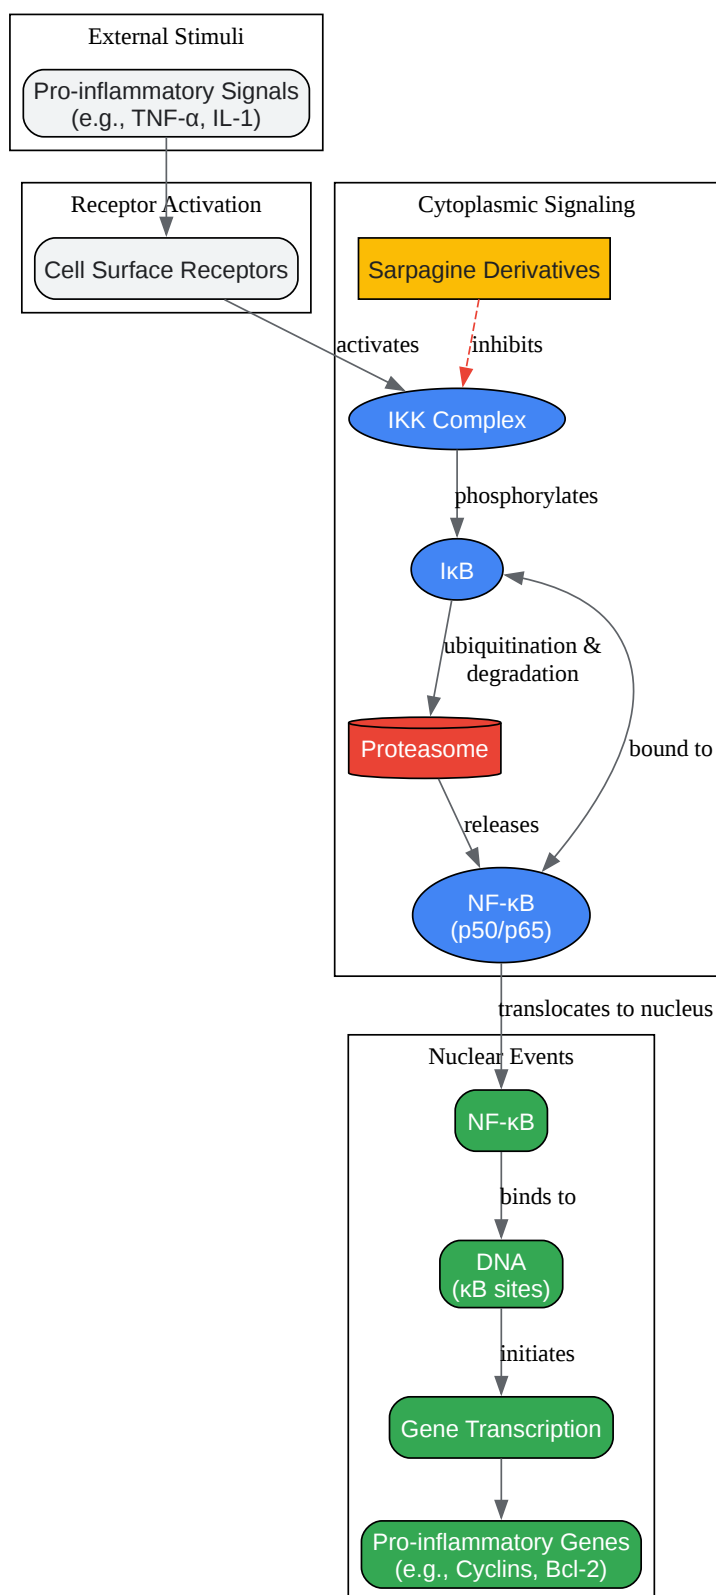 External Stimuli
Pro-inflammatory Signals
(e.g., TNF-α, IL-1)
Receptor Activation
Cell Surface Receptors
Cytoplasmic Signaling
Sarpagine Derivatives
activates
inhibits
IKK Complex
phosphorylates
IκB
ubiquitination &
degradation
Proteasome
bound to
releases
NF-κB
(p50/p65)
translocates to nucleus
Nuclear Events
NF-κB
binds to
DNA
(κB sites)
initiates
Gene Transcription
Pro-inflammatory Genes
(e.g., Cyclins, Bcl-2)